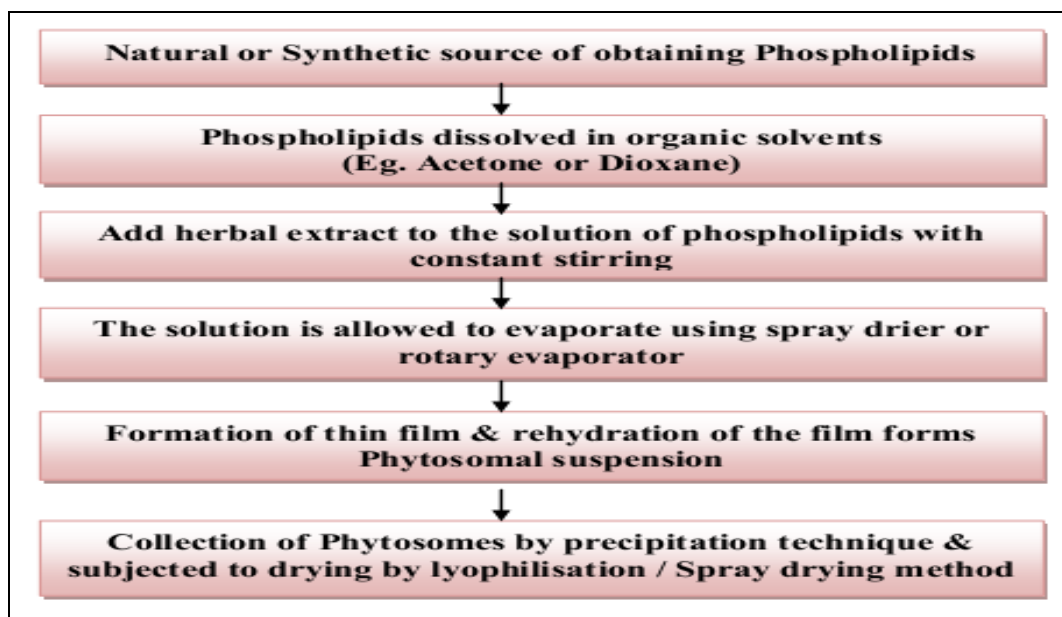 Natural or Synthetic source of obtaining Phospholipids
Phospholipids dissolved in organic solvents
(Eg. Acetone or Dioxane)
Add herbal extract to the solution of phospholipids with
constant stirring
The solution is allowed to evaporate using spray drier or
rotary evaporator
Formation of thin film & rehydration of the film forms
Phytosomal suspension
Collection of Phytosomes by precipitation technique &
subjected to drying by lyophilisation / Spray drying method